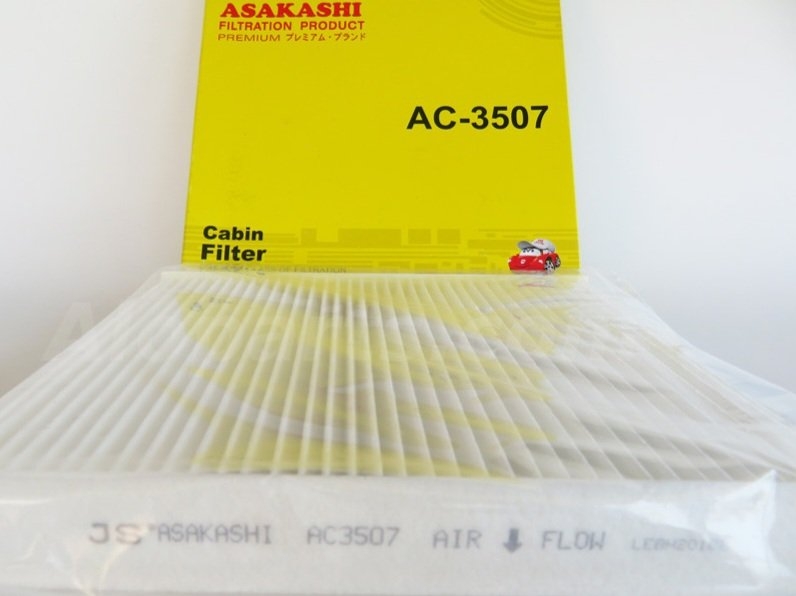 ASAKASHI
FILTRATION PRODUCT
PREMIUM プレミアム・ブランド
AC-3507
Cabin
Filter
JS ASAKASHI AC3507 AIR ⬇ FLOW